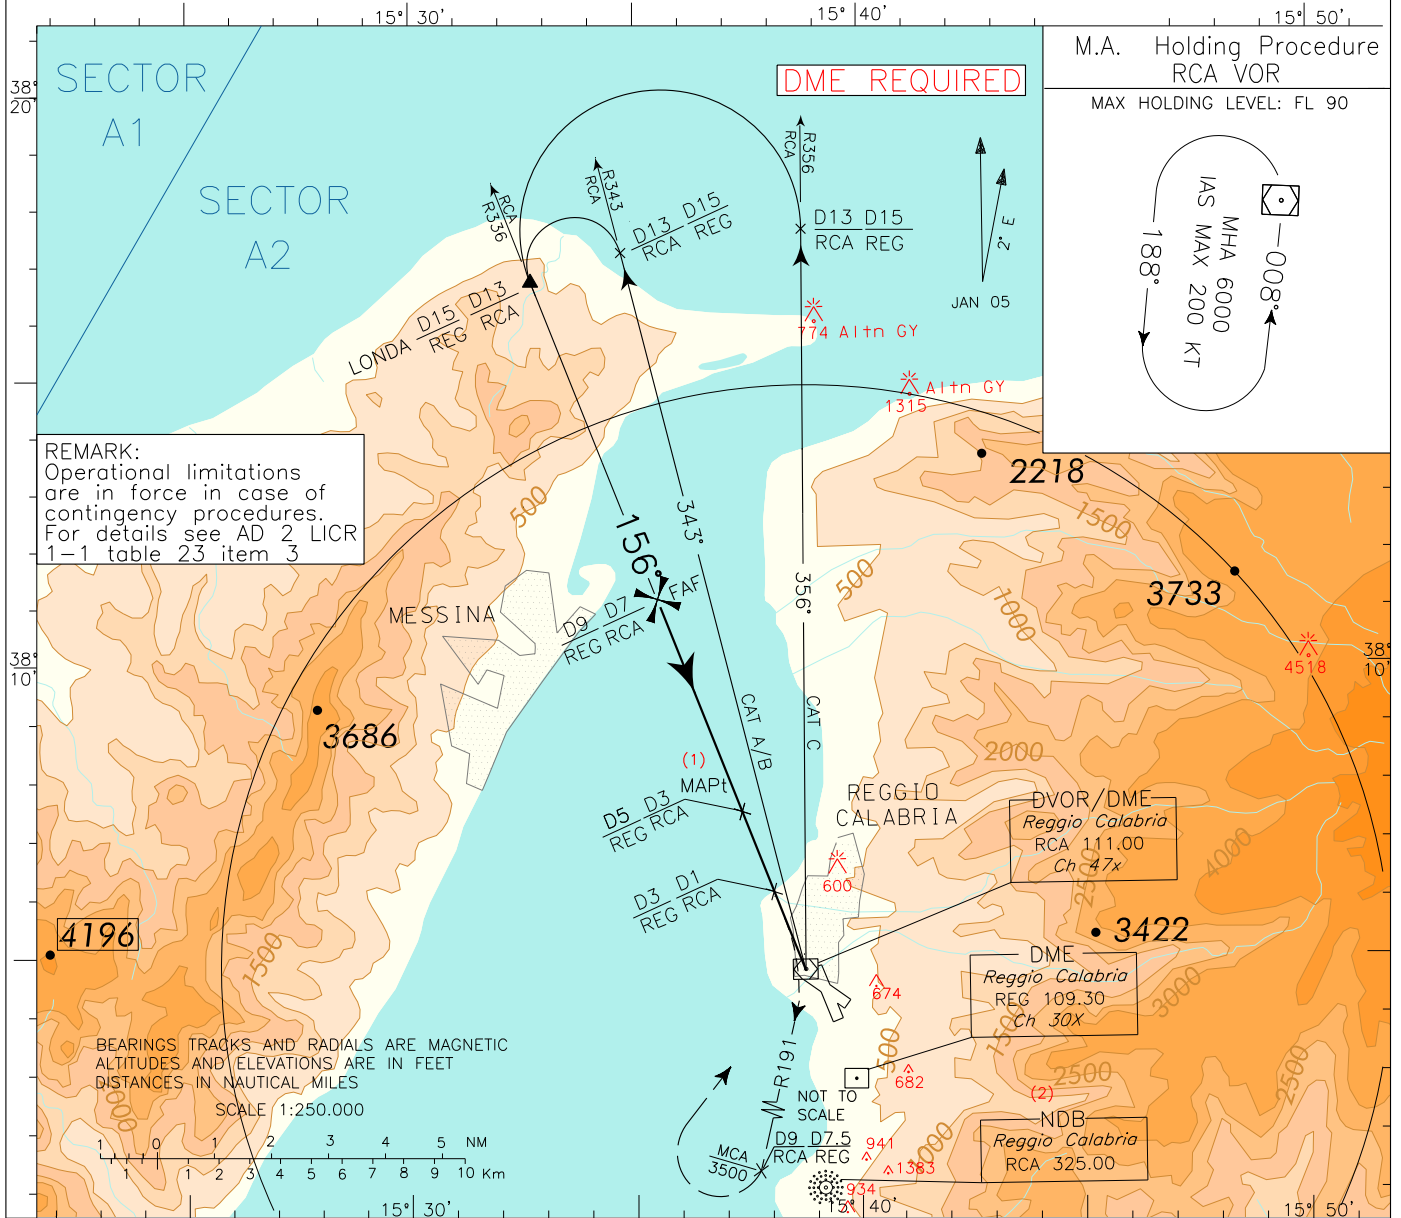 15° 30'
15° 40'
15° 50'
38°
20'
SECTOR
A1
SECTOR
A2
DME REQUIRED
M.A. Holding Procedure
RCA VOR
MAX HOLDING LEVEL: FL 90
188°
IAS MAX 200 KT
MHA 6000
008°
RCA
R336
R343
RCA
R356
RCA
D13 D15
RCA REG
D13 D15
RCA REG
2° E
JAN 05
LONDA D15 D13
REG RCA
774 Altn GY
Altn GY
1315
REMARK:
Operational limitations
are in force in case of
contingency procedures.
For details see AD 2 LICR
1-1 table 23 item 3
500
2218
1500
343°
156°
500
356°
3733
1000
FAF
D9 D7
REG RCA
MESSINA
38°
10'
4518
38°
10'
3686
CAT A/B
CAT C
2000
(1)
MAPt
D5 D3
REG RCA
REGGIO
CALABRIA
DVOR/DME
Reggio Calabria
RCA 111.00
Ch 47x
4000
2500
600
D3 D1
REG RCA
4196
1500
3422
DME
Reggio Calabria
REG 109.30
Ch 30X
3000
674
1500
500
BEARINGS TRACKS AND RADIALS ARE MAGNETIC
ALTITUDES AND ELEVATIONS ARE IN FEET
DISTANCES IN NAUTICAL MILES
SCALE 1:250.000
R191
682
2500
2500
NOT TO
SCALE
(2)
NDB
Reggio Calabria
RCA 325.00
1 0 1 2 3 4 5 NM
1 1 2 3 4 5 6 7 8 9 10 Km
MCA
3500
D9 D7.5
RCA REG
941
1383
934
15° 30'
15° 40'
15° 50'